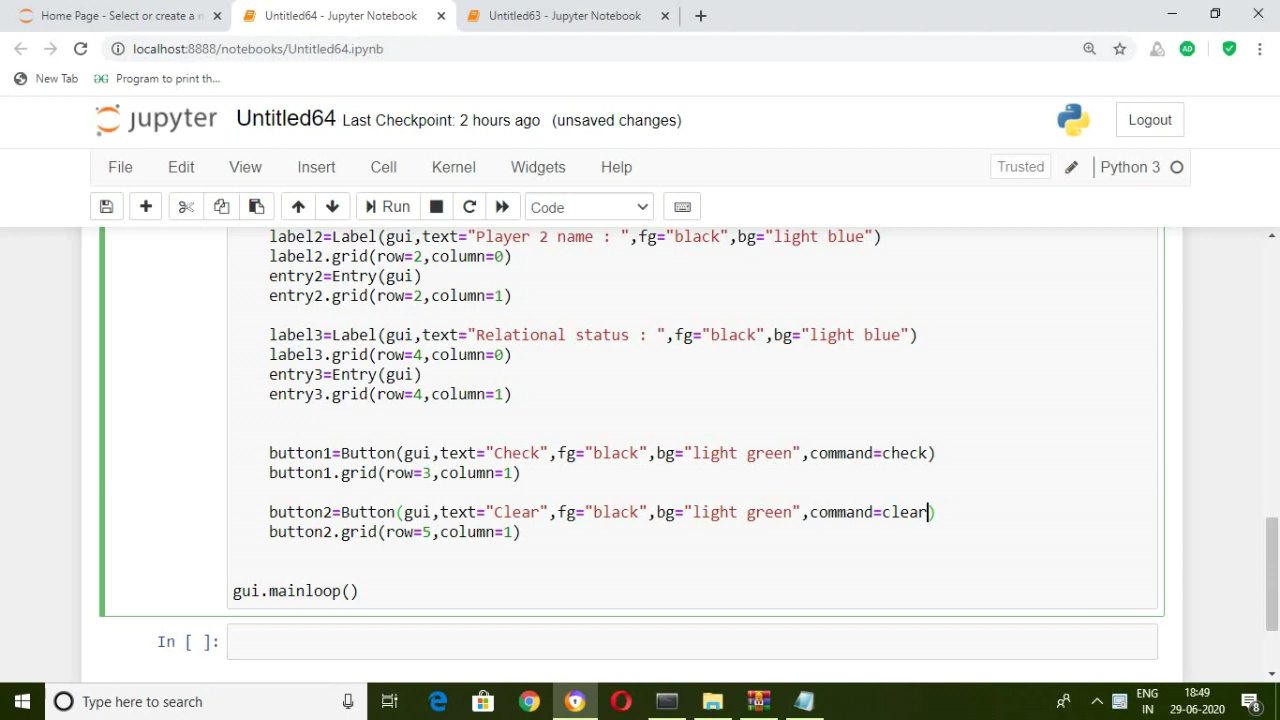 Home Page - Select or create a n
Untitled64 - Jupyter Notebook
Untitled63 - Jupyter Notebook
localhost:8888/notebooks/Untitled64.ipynb
New Tab
Program to print th...
jupyter Untitled64 Last Checkpoint: 2 hours ago (unsaved changes)
Logout
File Edit View Insert Cell Kernel Widgets Help
Trusted Python 3
Run Code
label2=Label(gui,text="Player 2 name : ",fg="black",bg="light blue")
label2.grid(row=2,column=0)
entry2=Entry(gui)
entry2.grid(row=2,column=1)
label3=Label(gui,text="Relational status : ",fg="black",bg="light blue")
label3.grid(row=4,column=0)
entry3=Entry(gui)
entry3.grid(row=4,column=1)
button1=Button(gui,text="Check",fg="black",bg="light green",command=check)
button1.grid(row=3,column=1)
button2=Button(gui,text="Clear",fg="black",bg="light green",command=clear)
button2.grid(row=5,column=1)
gui.mainloop()
In [ ]:
Type here to search
ENG
IN
18:49
29-06-2020
8